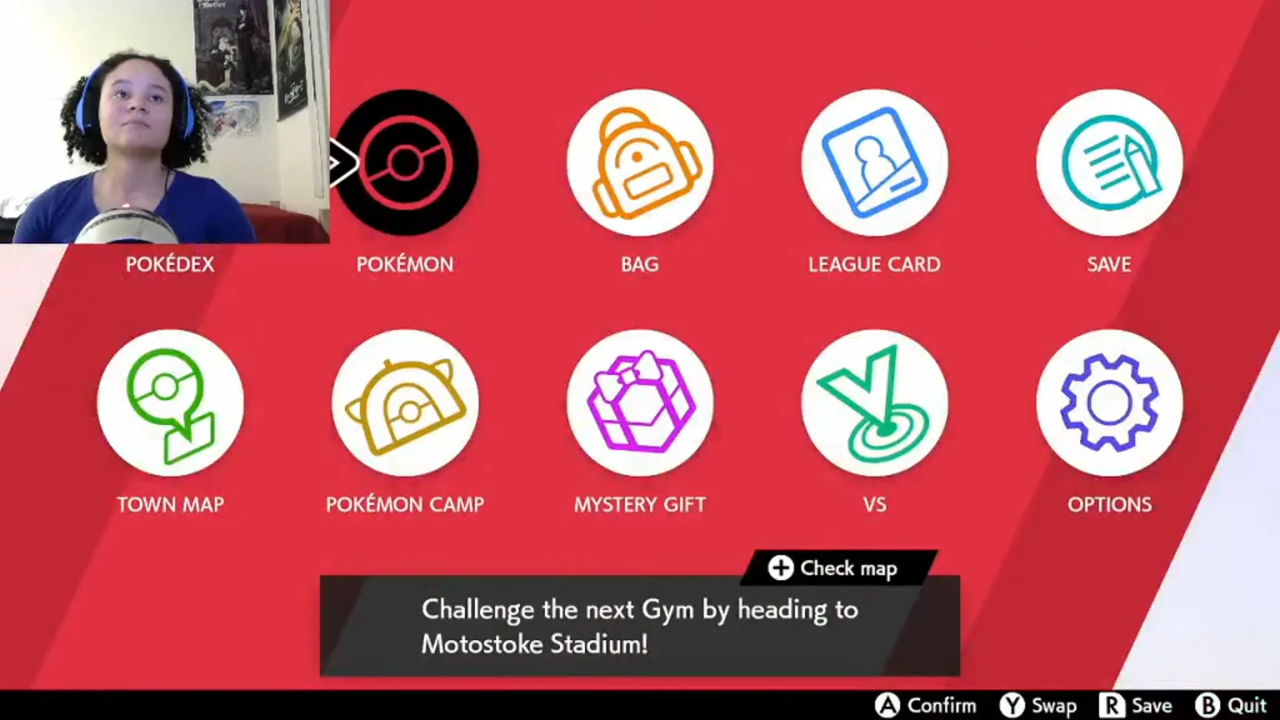 POKÉDEX
POKÉMON
BAG
LEAGUE CARD
SAVE
TOWN MAP
POKÉMON CAMP
MYSTERY GIFT
VS
OPTIONS
+ Check map
Challenge the next Gym by heading to
Motostoke Stadium!
A Confirm Y Swap R Save B Quit